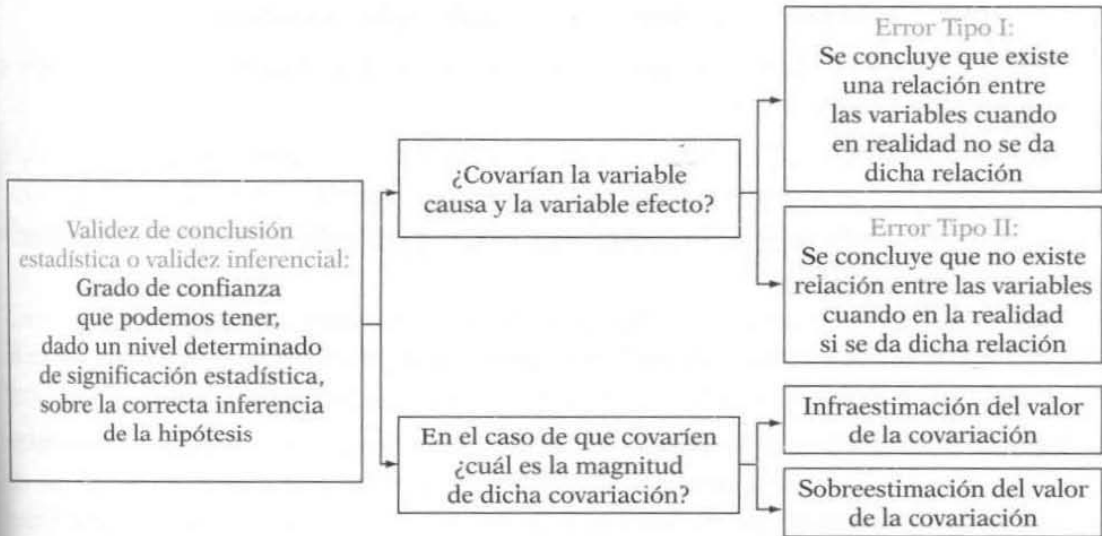 Validez de conclusión
estadística o validez inferencial:
Grado de confianza
que podemos tener,
dado un nivel determinado
de significación estadística,
sobre la correcta inferencia
de la hipótesis
¿Covarían la variable
causa y la variable efecto?
Error Tipo I:
Se concluye que existe
una relación entre
las variables cuando
en realidad no se da
dicha relación
Error Tipo II:
Se concluye que no existe
relación entre las variables
cuando en la realidad
si se da dicha relación
En el caso de que covaríen
¿cuál es la magnitud
de dicha covariación?
Infraestimación del valor
de la covariación
Sobreestimación del valor
de la covariación